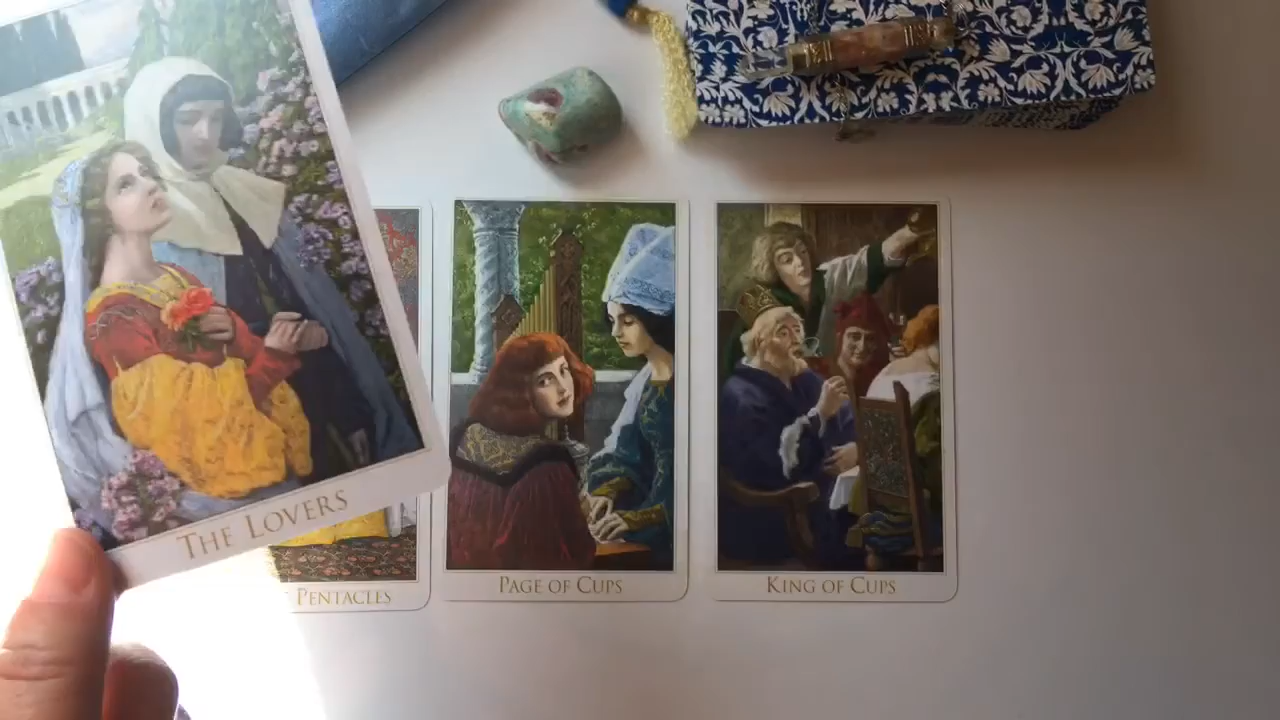 THE LOVERS
PENTACLES
PAGE OF CUPS
KING OF CUPS